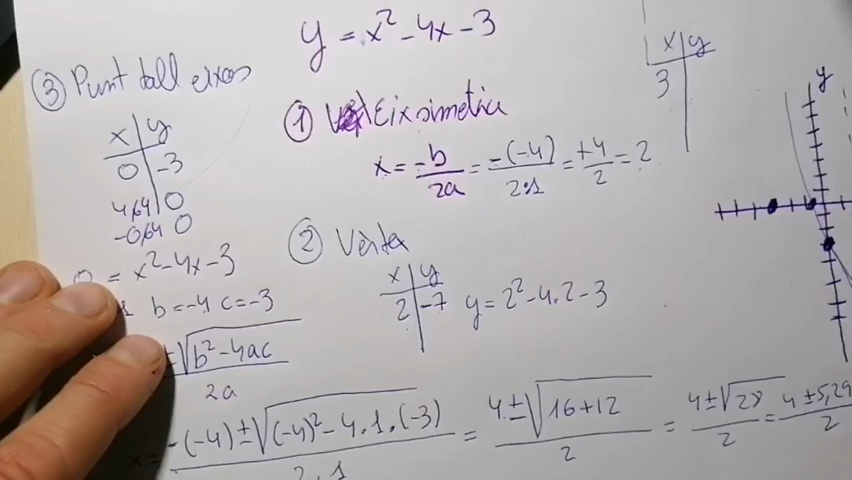 y = x² - 4x - 3
③ Punt tall eixos
x | y
0 | -3
4,64 | 0
-0,64 | 0
0 = x² - 4x - 3
b = -4 c = -3
±√(b² - 4ac)
2a
-(-4) ± √((-4)² - 4·1·(-3)) / 2·1 = 4 ± √(16+12) / 2 = 4 ± √28 / 2 = 4 ± 5,29 / 2
① Eix simetria
x = -b / 2a = -(-4) / 2·1 = +4 / 2 = 2
② Vèrtex
x | y
2 | -7
y = 2² - 4·2 - 3
x | y
3 |
y